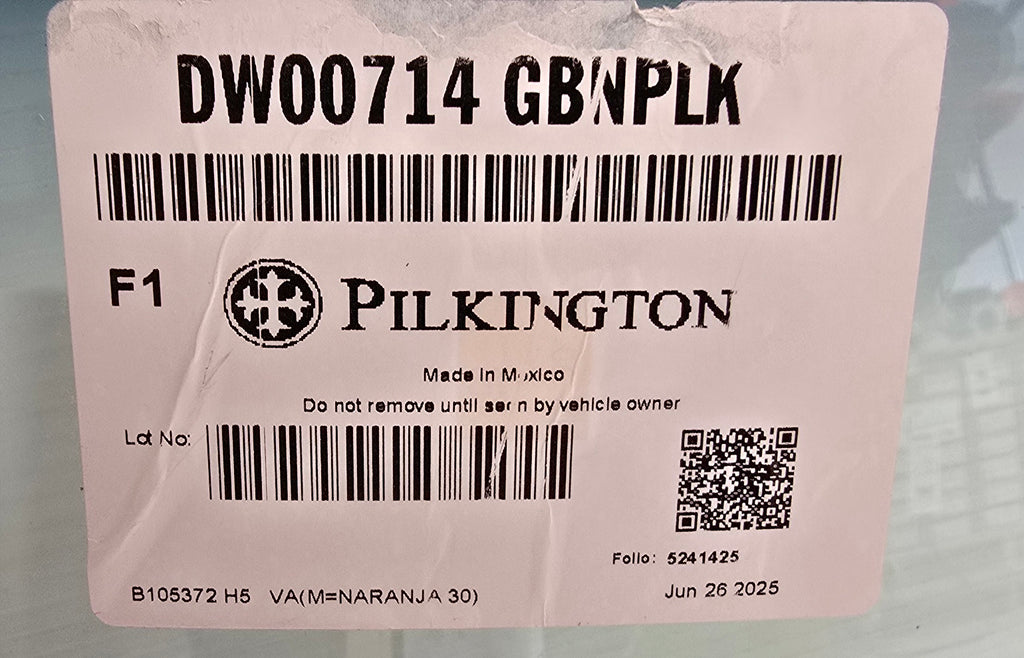 DW00714 GBNPLK
F1
PILKINGTON
Made in Mexico
Do not remove until seen by vehicle owner
Lot No:
Folio: 5241425
B105372 H5 VA(M=NARANJA 30)
Jun 26 2025